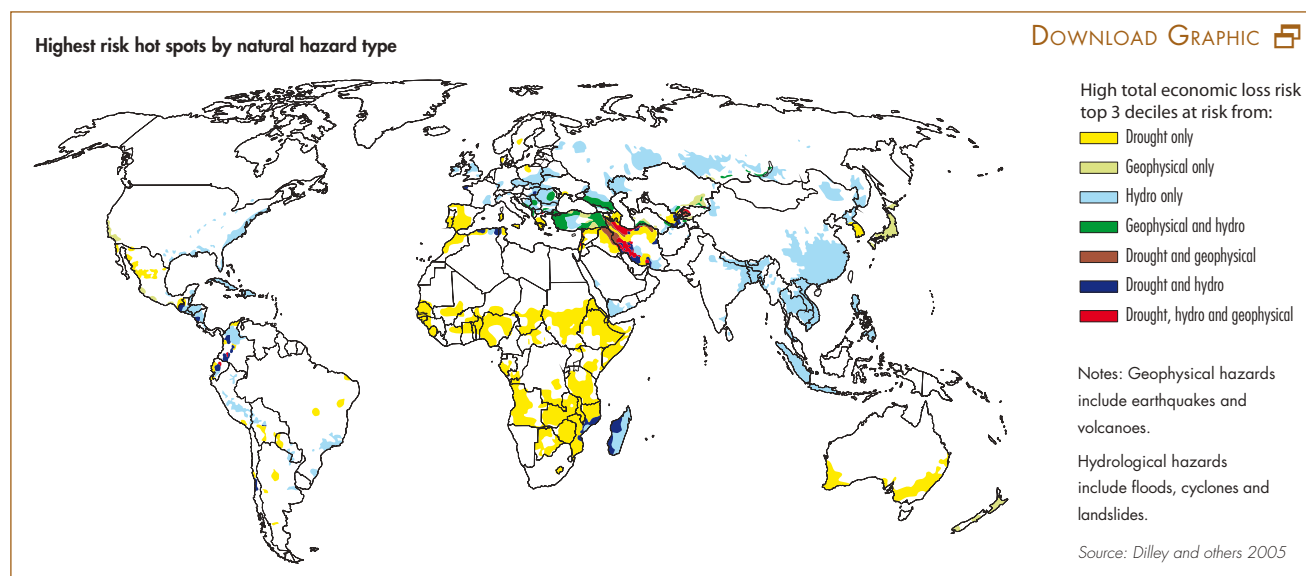 DOWNLOAD GRAPHIC
Highest risk hot spots by natural hazard type
High total economic loss risk
top 3 deciles at risk from:
Drought only
Geophysical only
Hydro only
Geophysical and hydro
Drought and geophysical
Drought and hydro
Drought, hydro and geophysical
Notes: Geophysical hazards
include earthquakes and
volcanoes.
Hydrological hazards
include floods, cyclones and
landslides.
Source: Dilley and others 2005